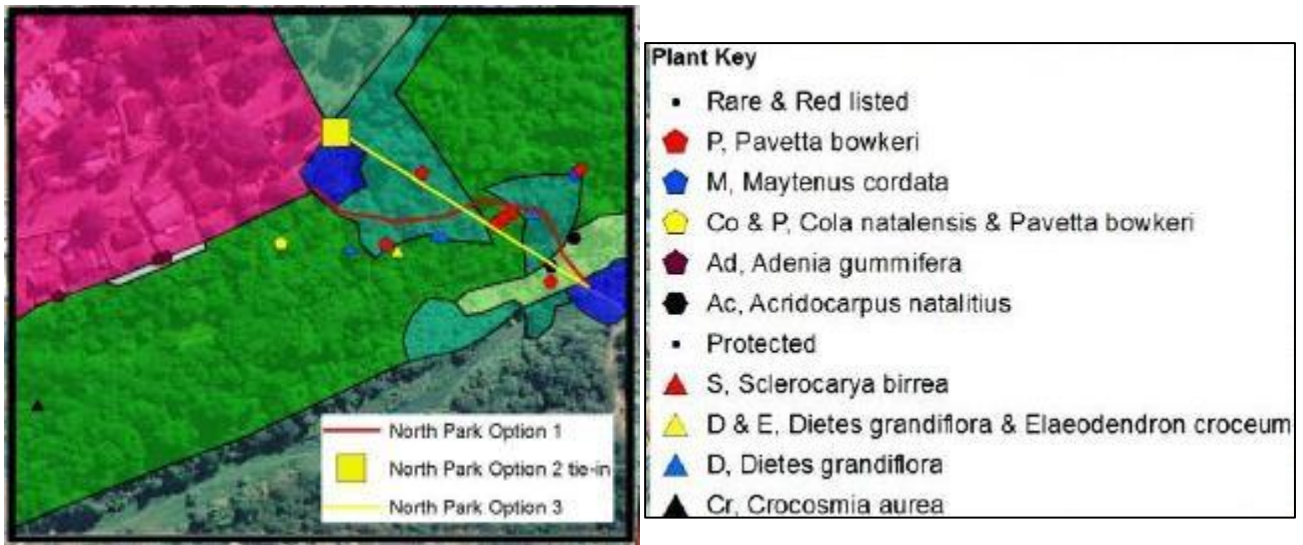 North Park Option 1
North Park Option 2 tie-in
North Park Option 3
Plant Key
Rare & Red listed
P, Pavetta bowkeri
M, Maytenus cordata
Co & P, Cola natalensis & Pavetta bowkeri
Ad, Adenia gummifera
Ac, Acridocarpus natalitius
Protected
S, Sclerocarya birrea
D & E, Dietes grandiflora & Elaeodendron croceum
D, Dietes grandiflora
Cr, Crocosmia aurea